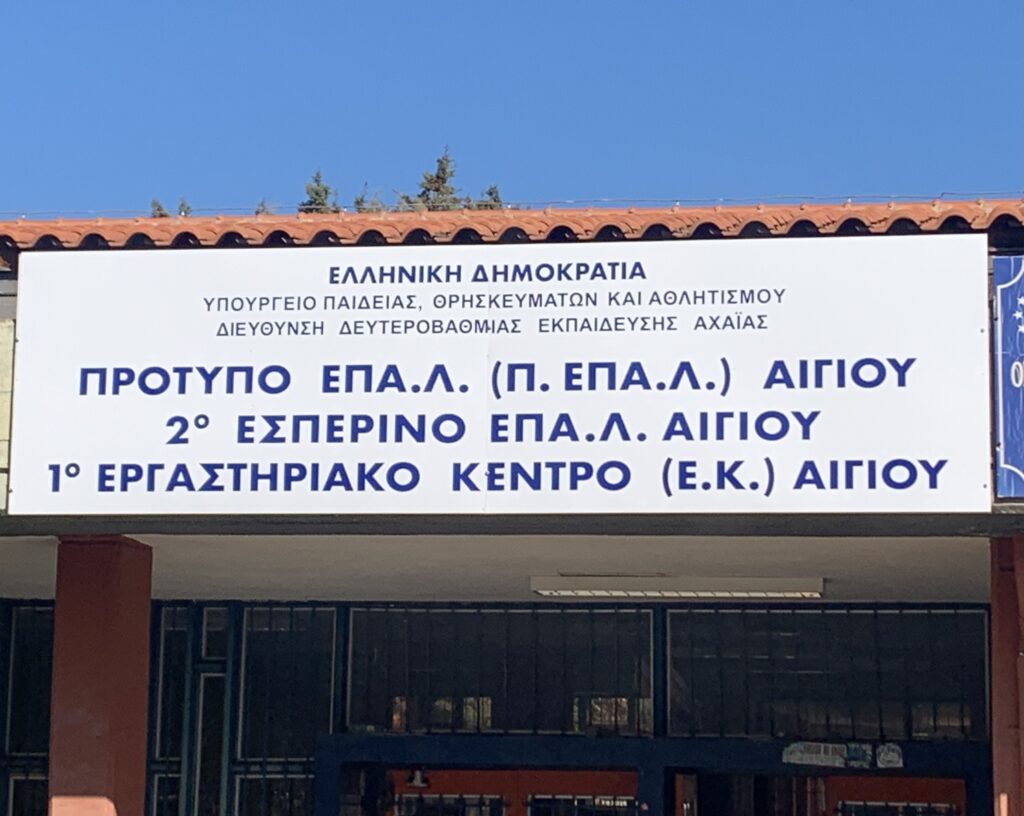 ΕΛΛΗΝΙΚΗ ΔΗΜΟΚΡΑΤΙΑ
ΥΠΟΥΡΓΕΙΟ ΠΑΙΔΕΙΑΣ, ΘΡΗΣΚΕΥΜΑΤΩΝ ΚΑΙ ΑΘΛΗΤΙΣΜΟΥ
ΔΙΕΥΘΥΝΣΗ ΔΕΥΤΕΡΟΒΑΘΜΙΑΣ ΕΚΠΑΙΔΕΥΣΗΣ ΑΧΑΪΑΣ
ΠΡΟΤΥΠΟ ΕΠΑ.Λ. (Π. ΕΠΑ.Λ.) ΑΙΓΙΟΥ
2° ΕΣΠΕΡΙΝΟ ΕΠΑ.Λ. ΑΙΓΙΟΥ
1° ΕΡΓΑΣΤΗΡΙΑΚΟ ΚΕΝΤΡΟ (Ε.Κ.) ΑΙΓΙΟΥ